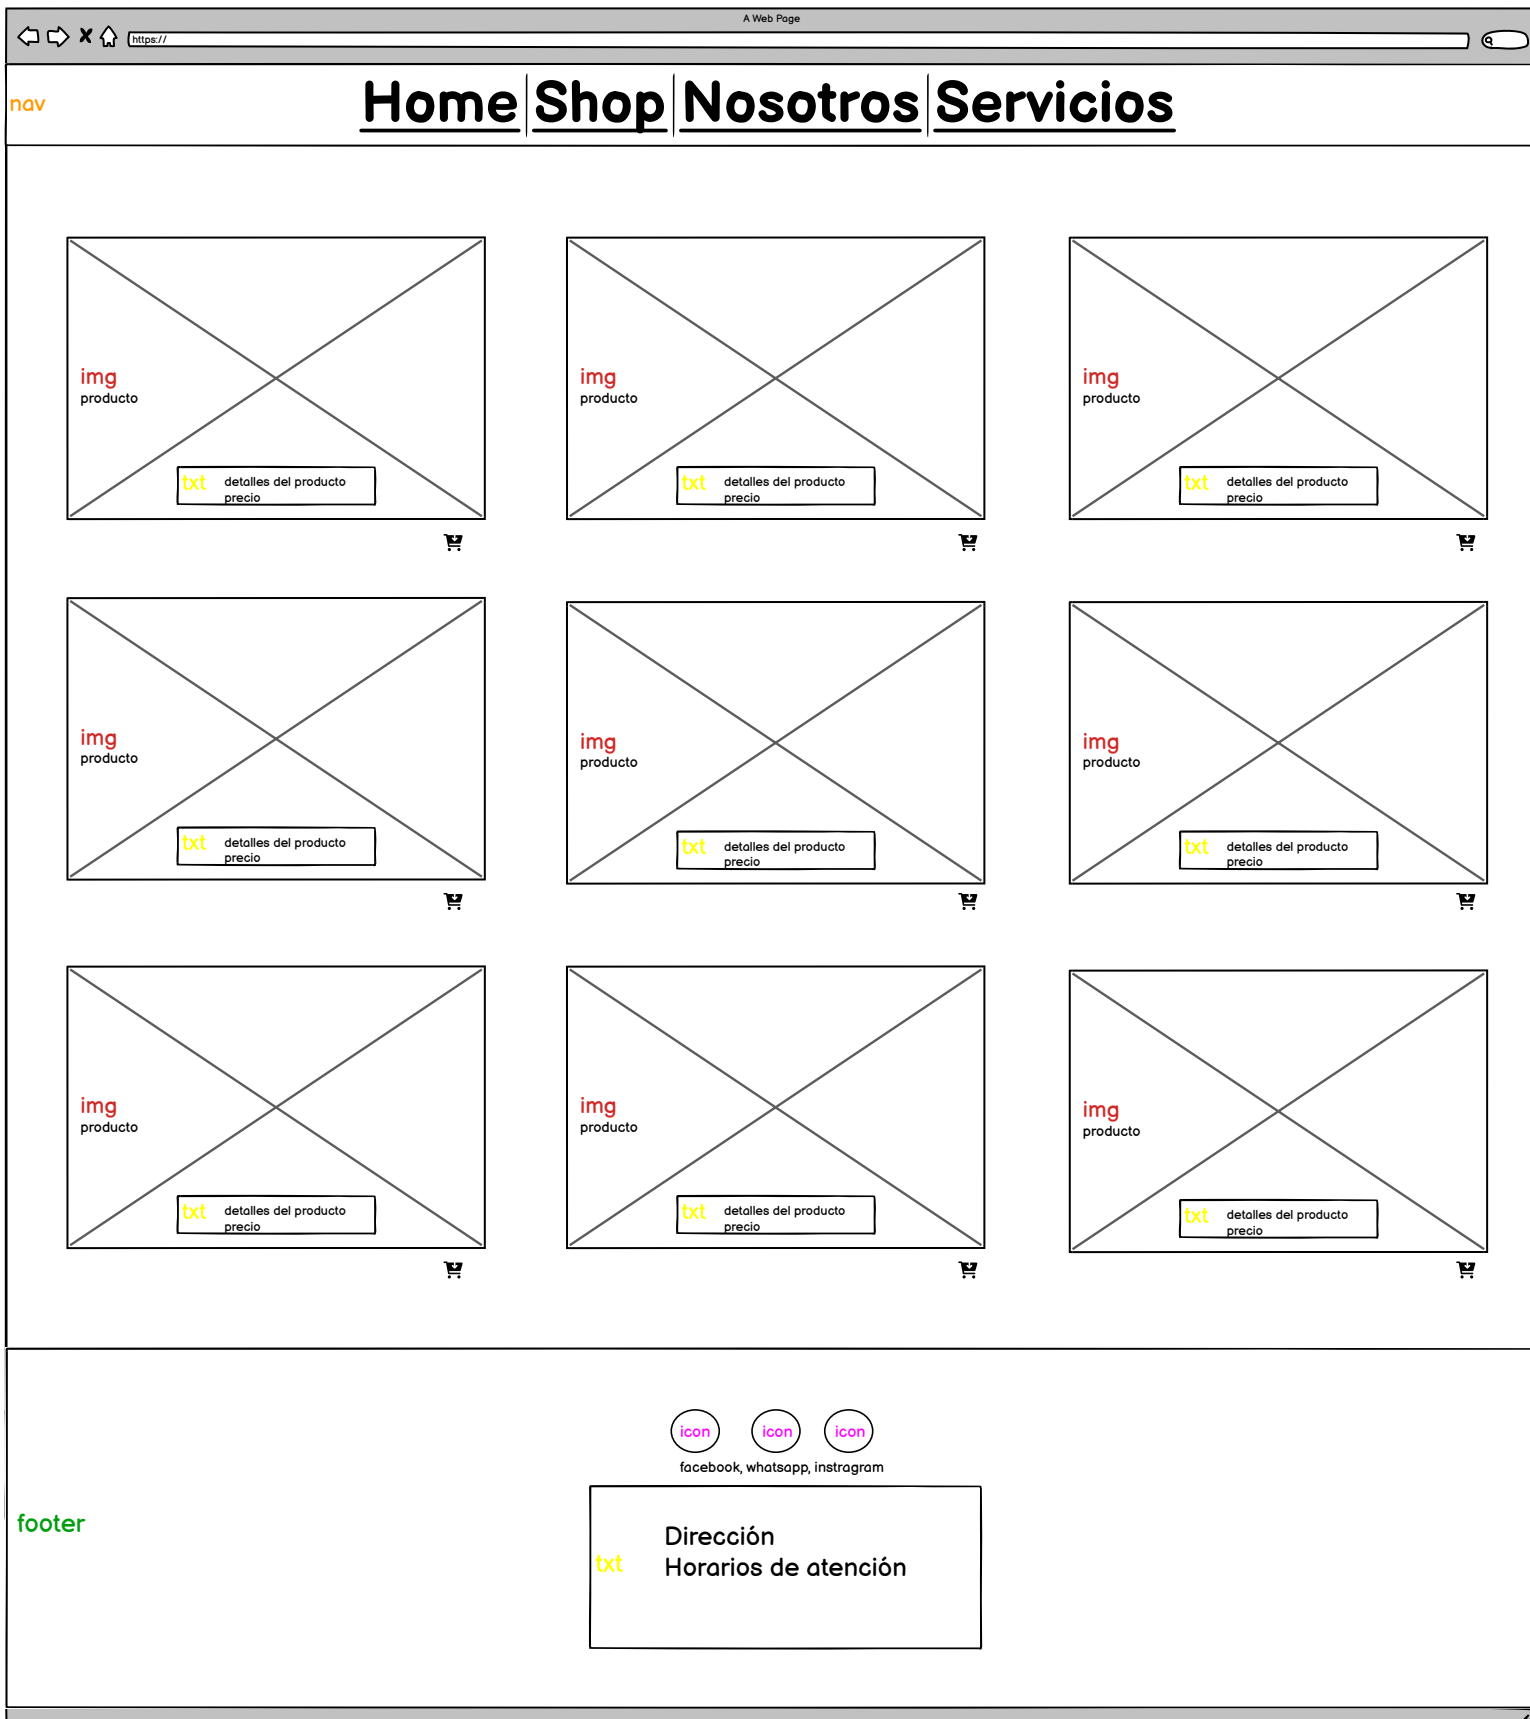 A Web Page
https://
nav
Home Shop Nosotros Servicios
img
producto
txt detalles del producto
precio
img
producto
txt detalles del producto
precio
img
producto
txt detalles del producto
precio
img
producto
txt detalles del producto
precio
img
producto
txt detalles del producto
precio
img
producto
txt detalles del producto
precio
img
producto
txt detalles del producto
precio
img
producto
txt detalles del producto
precio
img
producto
txt detalles del producto
precio
icon icon icon
facebook, whatsapp, instragram
footer
Dirección
txt
Horarios de atención